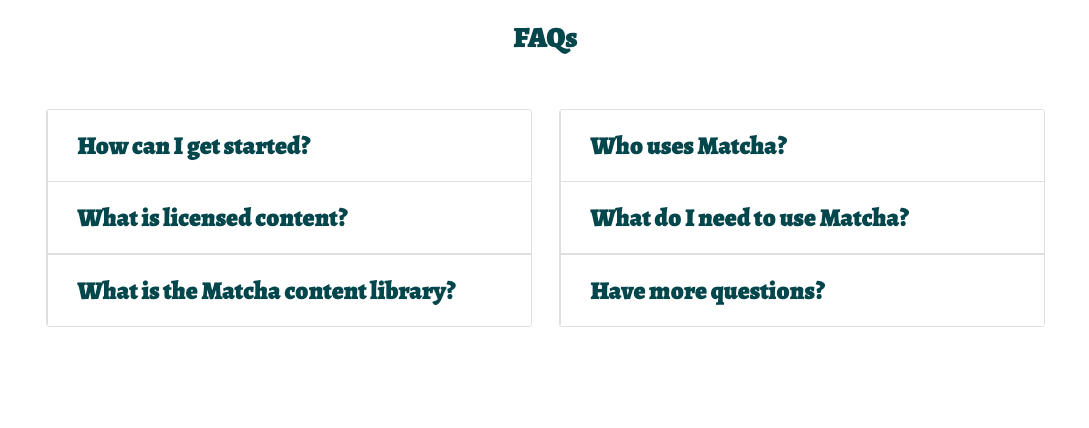 FAQs
How can I get started?
What is licensed content?
What is the Matcha content library?
Who uses Matcha?
What do I need to use Matcha?
Have more questions?